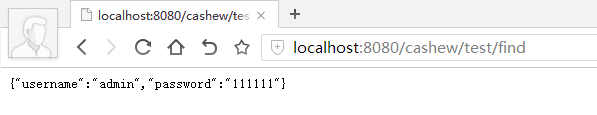 localhost:8080/cashew/tes
localhost:8080/cashew/test/find
{"username":"admin","password":"111111"}